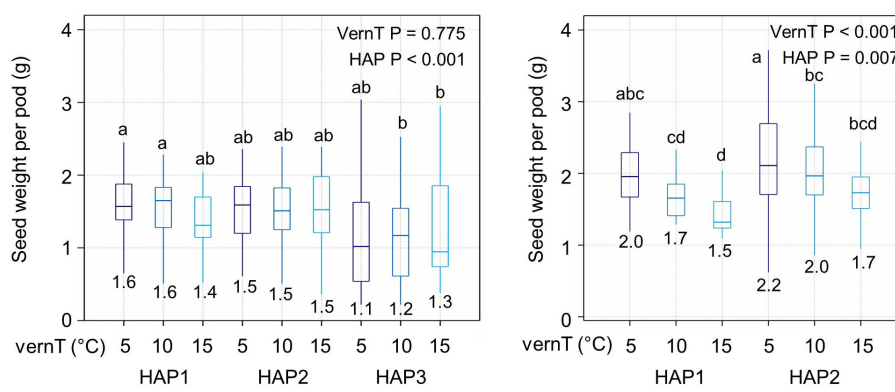 4
3
2
1
0
Seed weight per pod (g)
VernT P = 0.775
HAP P < 0.001
a
a
ab
ab
ab
ab
ab
b
b
1.6
1.6
1.4
1.5
1.5
1.5
1.1
1.2
1.3
vernT (°C) 5 10 15 5 10 15 5 10 15
HAP1 HAP2 HAP3
4
3
2
1
0
Seed weight per pod (g)
VernT P < 0.001
HAP P = 0.007
abc
cd
d
a
bc
bcd
2.0
1.7
1.5
2.2
2.0
1.7
vernT (°C) 5 10 15 5 10 15
HAP1 HAP2